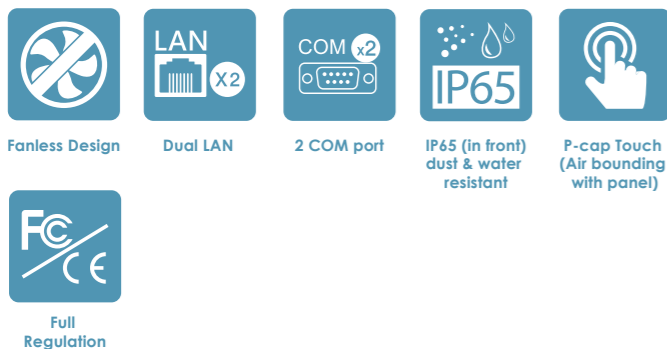 LAN
X2
COM x2
IP65
Fanless Design
Dual LAN
2 COM port
IP65 (in front)
dust & water
resistant
P-cap Touch
(Air bounding
with panel)
FC
CE
Full
Regulation